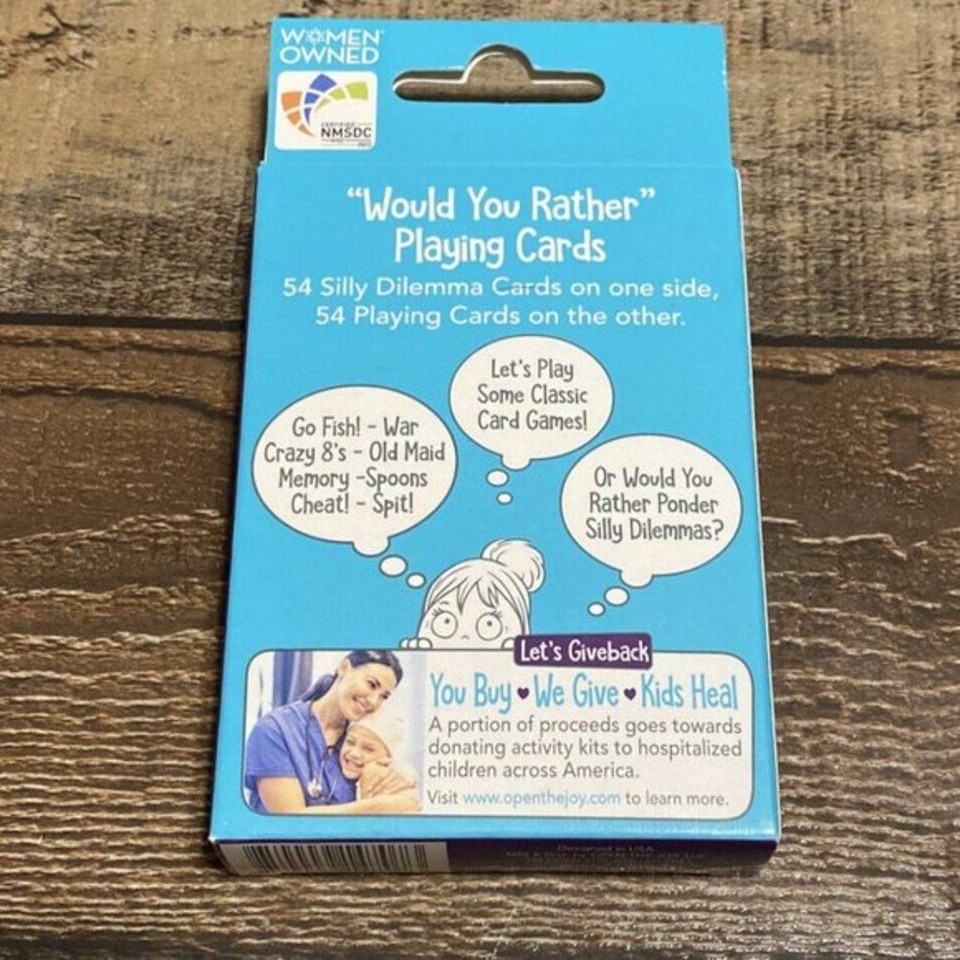 WOMEN
OWNED
CERTIFIED
NMSDC
"Would You Rather"
Playing Cards
54 Silly Dilemma Cards on one side,
54 Playing Cards on the other.
Let's Play
Some Classic
Card Games!
Go Fish! - War
Crazy 8's - Old Maid
Memory -Spoons
Cheat! - Spit!
Or Would You
Rather Ponder
Silly Dilemmas?
Let's Giveback
You Buy ♥ We Give ♥ Kids Heal
A portion of proceeds goes towards
donating activity kits to hospitalized
children across America.
Visit www.openthejoy.com to learn more.
Designed in USA